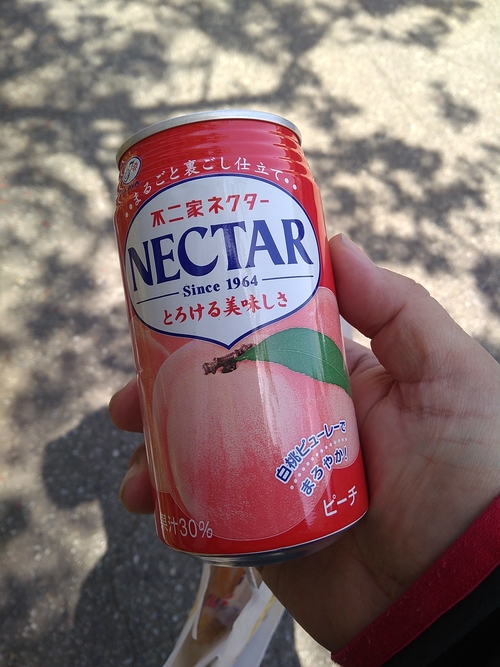 まるごと裏ごし仕立て
不二家ネクター
NECTAR
Since 1964
とろける美味しさ
白桃ピューレーで
まろやか!
ピーチ
果汁30%